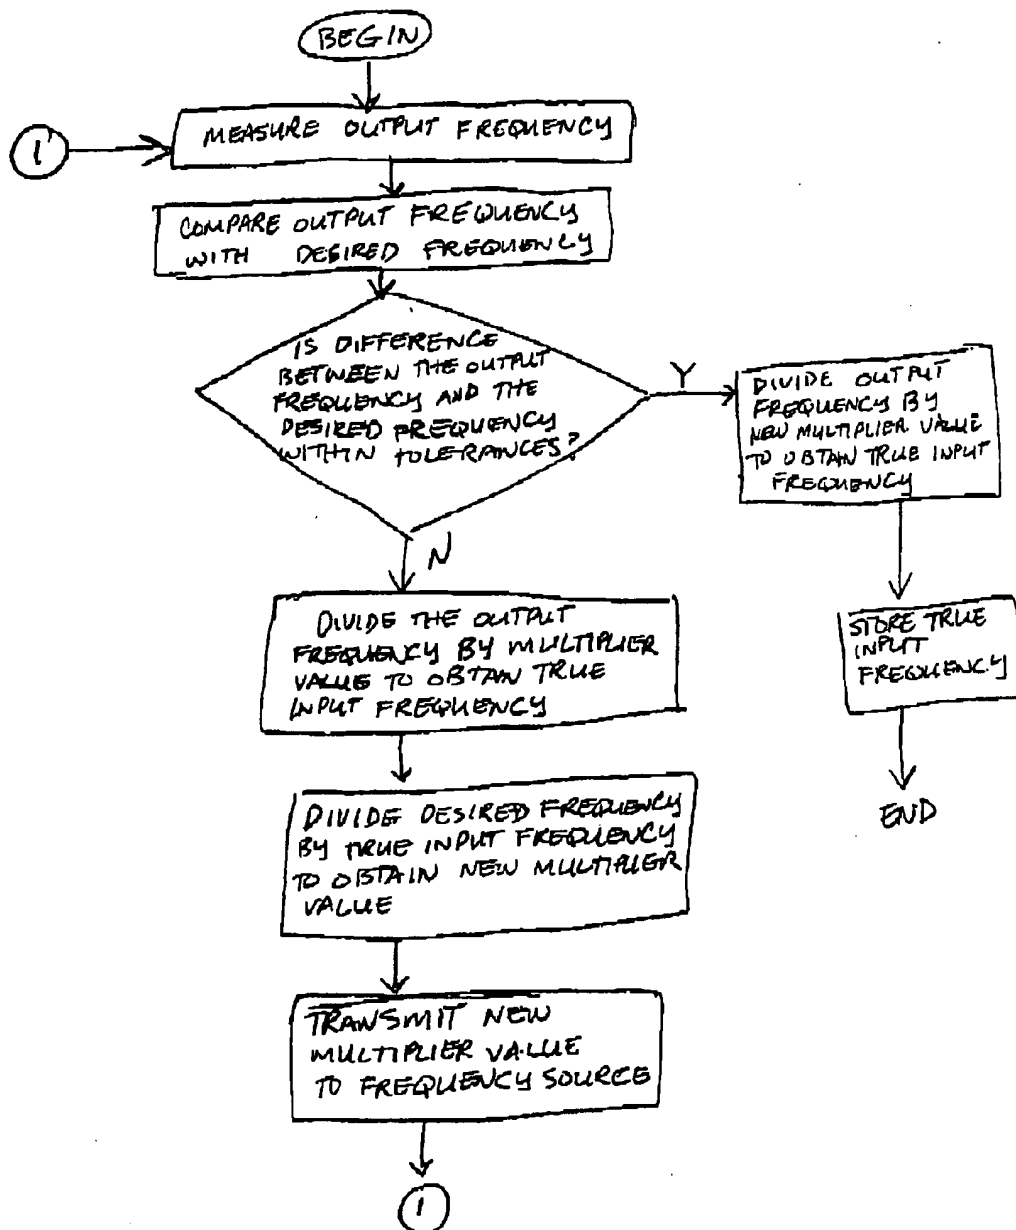 BEGIN
1
MEASURE OUTPUT FREQUENCY
COMPARE OUTPUT FREQUENCY
WITH DESIRED FREQUENCY
IS DIFFERENCE
BETWEEN THE OUTPUT
FREQUENCY AND THE
DESIRED FREQUENCY
WITHIN TOLERANCES?
Y
DIVIDE OUTPUT
FREQUENCY BY
NEW MULTIPLIER VALUE
TO OBTAIN TRUE INPUT
FREQUENCY
N
DIVIDE THE OUTPUT
FREQUENCY BY MULTIPLIER
VALUE TO OBTAIN TRUE
INPUT FREQUENCY
STORE TRUE
INPUT
FREQUENCY
END
DIVIDE DESIRED FREQUENCY
BY TRUE INPUT FREQUENCY
TO OBTAIN NEW MULTIPLIER
VALUE
TRANSMIT NEW
MULTIPLIER VALUE
TO FREQUENCY SOURCE
1